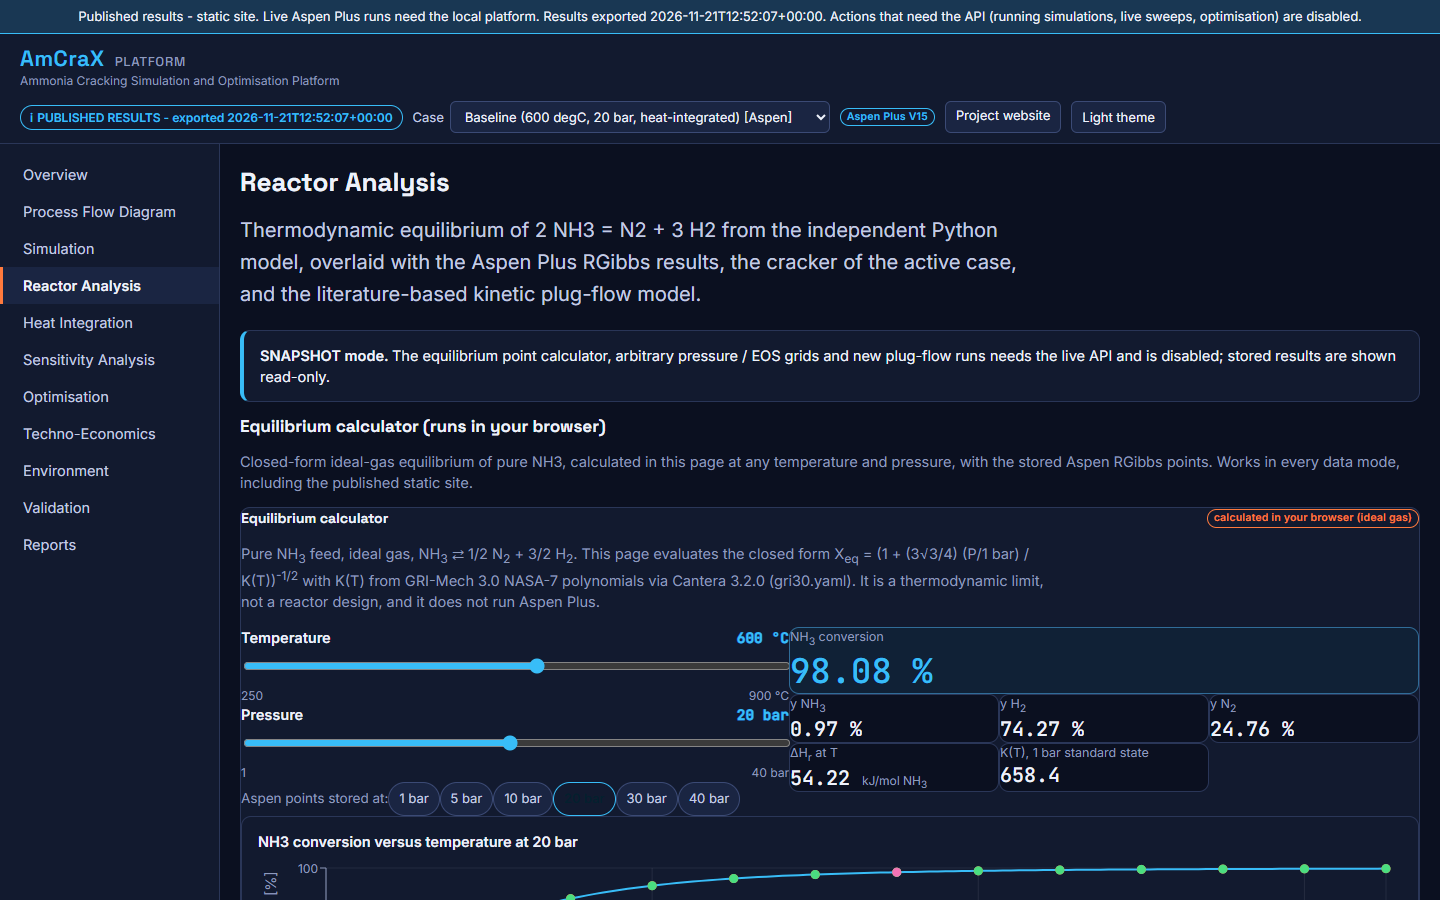 Published results - static site. Live Aspen Plus runs need the local platform. Results exported 2026-11-21T12:52:07+00:00. Actions that need the API (running simulations, live sweeps, optimisation) are disabled.
AmCraX PLATFORM
Ammonia Cracking Simulation and Optimisation Platform
i PUBLISHED RESULTS - exported 2026-11-21T12:52:07+00:00
Case
Baseline (600 degC, 20 bar, heat-integrated) [Aspen]
Aspen Plus V15
Project website
Light theme
Overview
Process Flow Diagram
Simulation
Reactor Analysis
Heat Integration
Sensitivity Analysis
Optimisation
Techno-Economics
Environment
Validation
Reports
Reactor Analysis
Thermodynamic equilibrium of 2 NH3 = N2 + 3 H2 from the independent Python
model, overlaid with the Aspen Plus RGibbs results, the cracker of the active case,
and the literature-based kinetic plug-flow model.
SNAPSHOT mode. The equilibrium point calculator, arbitrary pressure / EOS grids and new plug-flow runs needs the live API and is disabled; stored results are shown
read-only.
Equilibrium calculator (runs in your browser)
Closed-form ideal-gas equilibrium of pure NH3, calculated in this page at any temperature and pressure, with the stored Aspen RGibbs points. Works in every data mode,
including the published static site.
Equilibrium calculator
calculated in your browser (ideal gas)
Pure NH3 feed, ideal gas, NH3 ⇄ 1/2 N2 + 3/2 H2. This page evaluates the closed form Xeq = (1 + (3√3/4) (P/1 bar) /
K(T))-1/2 with K(T) from GRI-Mech 3.0 NASA-7 polynomials via Cantera 3.2.0 (gri30.yaml). It is a thermodynamic limit,
not a reactor design, and it does not run Aspen Plus.
Temperature 600 °C
250 900 °C
Pressure 20 bar
1 40 bar
Aspen points stored at: 1 bar 5 bar 10 bar 30 bar 40 bar
NH3 conversion
98.08 %
y NH3 y H2 y N2
0.97 % 74.27 % 24.76 %
ΔHr at T K(T), 1 bar standard state
54.22 kJ/mol NH3 658.4
NH3 conversion versus temperature at 20 bar
100
[%]